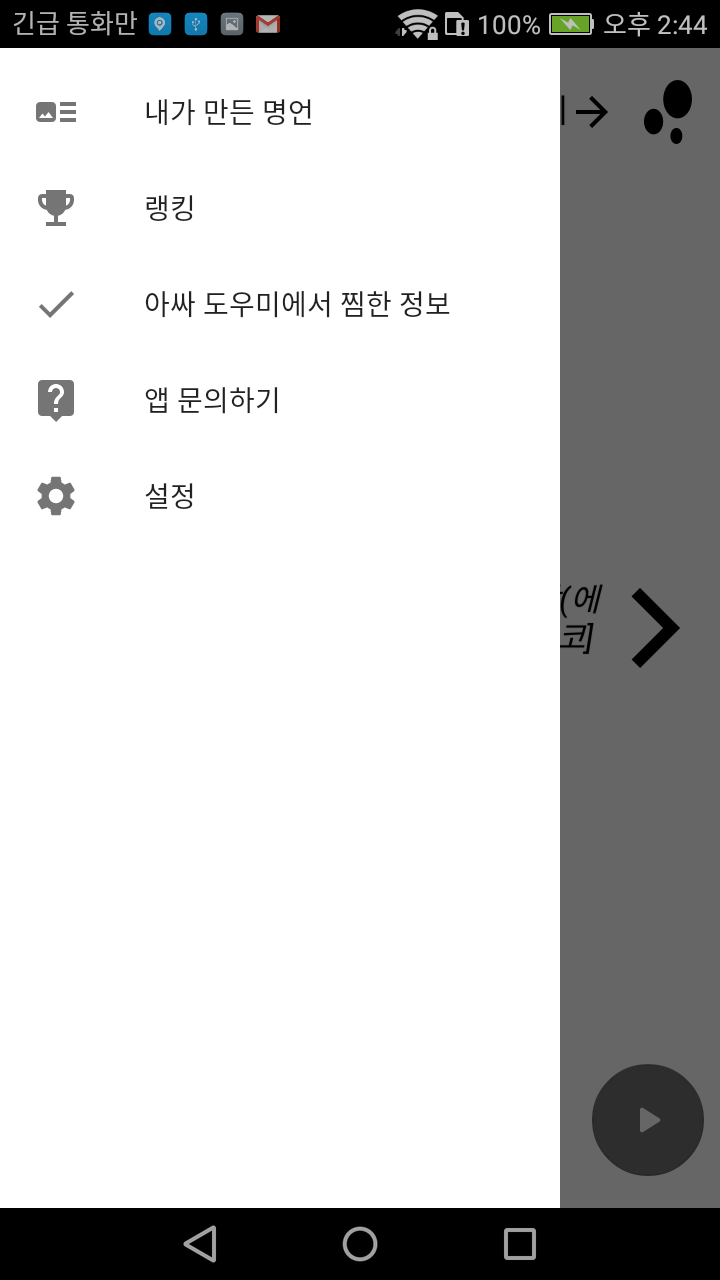 긴급 통화만 100% 오후 2:44
내가 만든 명언
랭킹
아싸 도우미에서 찜한 정보
앱 문의하기
설정
(에
코]